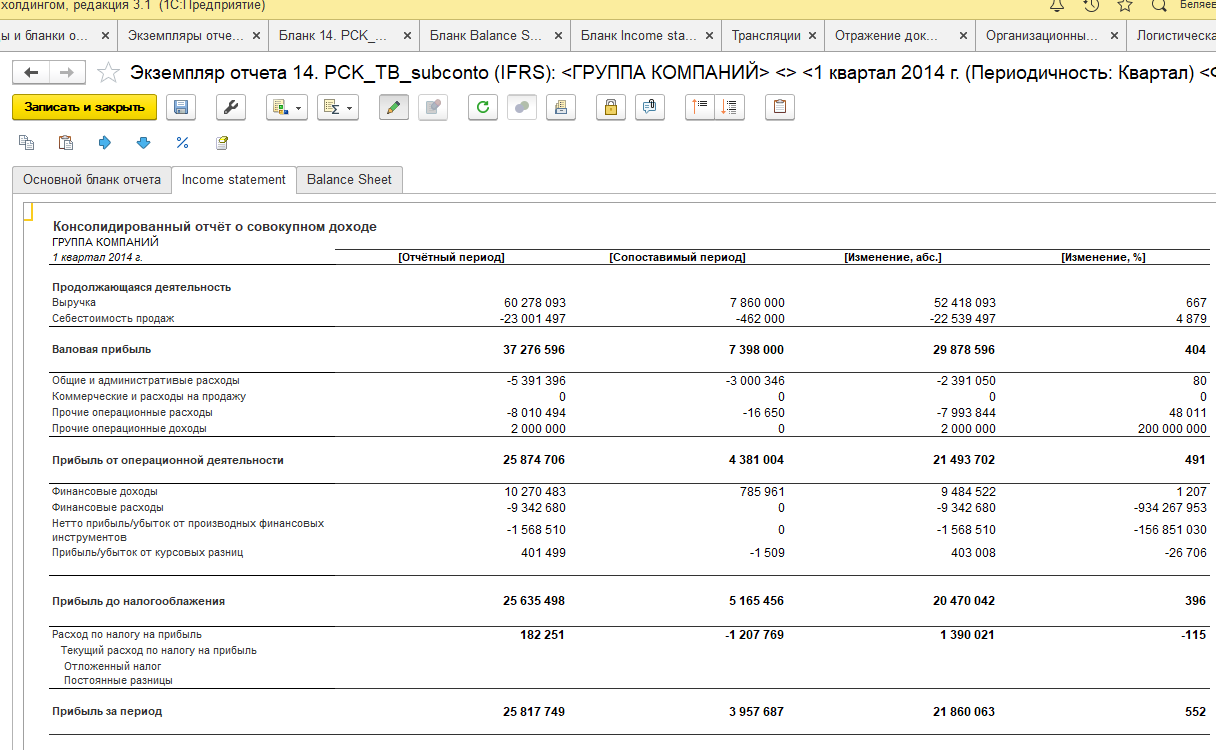 холдингом, редакция 3.1 (1С:Предприятие)
Беляев
ы и бланки о... × Экземпляры отче... × Бланк 14. РСК_... × Бланк Balance S... × Бланк Income sta... × Трансляции × Отражение док... × Организационны... × Логистическа
Экземпляр отчета 14. PCK_TB_subconto (IFRS): <ГРУППА КОМПАНИЙ> <> <1 квартал 2014 г. (Периодичность: Квартал) <
Записать и закрыть
Основной бланк отчета Income statement Balance Sheet
Консолидированный отчёт о совокупном доходе
ГРУППА КОМПАНИЙ
1 квартал 2014 г. [Отчётный период] [Сопоставимый период] [Изменение, абс.] [Изменение, %]
Продолжающаяся деятельность
Выручка 60 278 093 7 860 000 52 418 093 667
Себестоимость продаж -23 001 497 -462 000 -22 539 497 4 879
Валовая прибыль 37 276 596 7 398 000 29 878 596 404
Общие и административые расходы -5 391 396 -3 000 346 -2 391 050 80
Коммерческие и расходы на продажу 0 0 0 0
Прочие операционные расходы -8 010 494 -16 650 -7 993 844 48 011
Прочие операционные доходы 2 000 000 0 2 000 000 200 000 000
Прибыль от операционной деятельности 25 874 706 4 381 004 21 493 702 491
Финансовые доходы 10 270 483 785 961 9 484 522 1 207
Финансовые расходы -9 342 680 0 -9 342 680 -934 267 953
Нетто прибыль/убыток от производных финансовых
инструментов -1 568 510 0 -1 568 510 -156 851 030
Прибыль/убыток от курсовых разниц 401 499 -1 509 403 008 -26 706
Прибыль до налогообложения 25 635 498 5 165 456 20 470 042 396
Расход по налогу на прибыль 182 251 -1 207 769 1 390 021 -115
Текущий расход по налогу на прибыль
Отложенный налог
Постоянные разницы
Прибыль за период 25 817 749 3 957 687 21 860 063 552